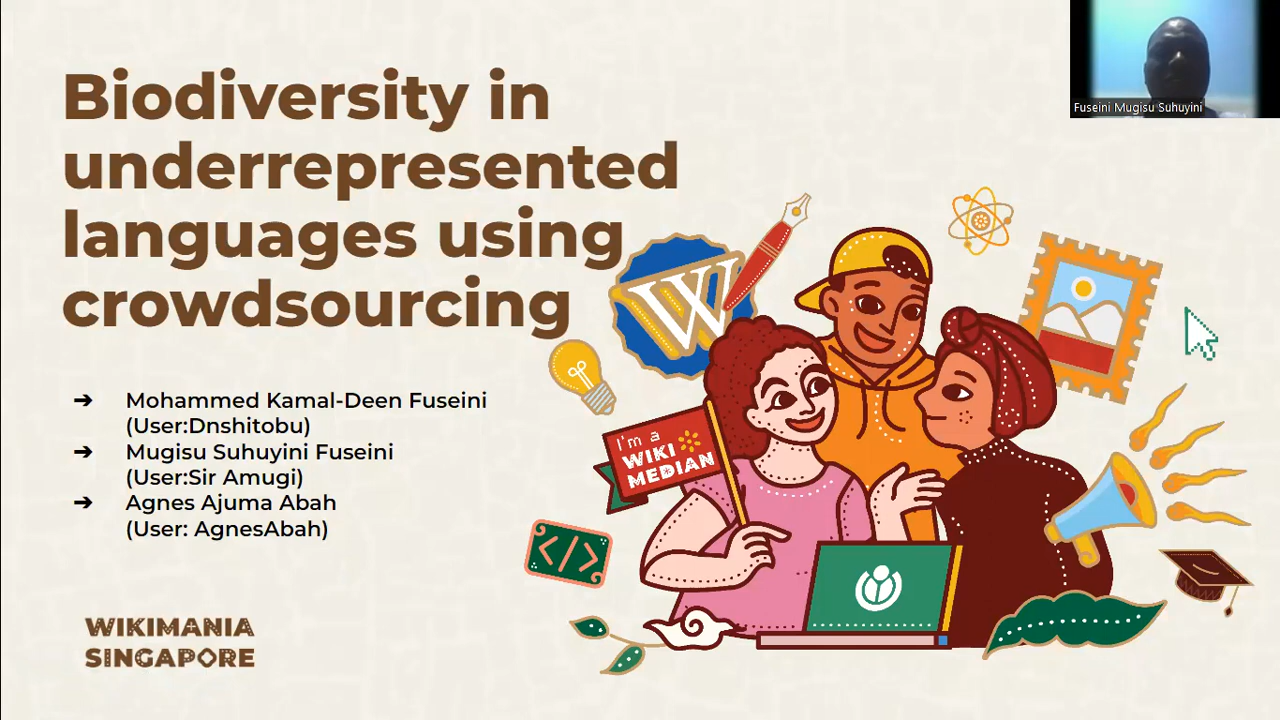 Biodiversity in
underrepresented
languages using
crowdsourcing
Fuseini Mugisu Suhuyini
➔ Mohammed Kamal-Deen Fuseini
(User:Dnshitobu)
➔ Mugisu Suhuyini Fuseini
(User:Sir Amugi)
➔ Agnes Ajuma Abah
(User: AgnesAbah)
W
I'm a
WIKI
MEDIAN
</>
WIKIMANIA
SINGAPORE